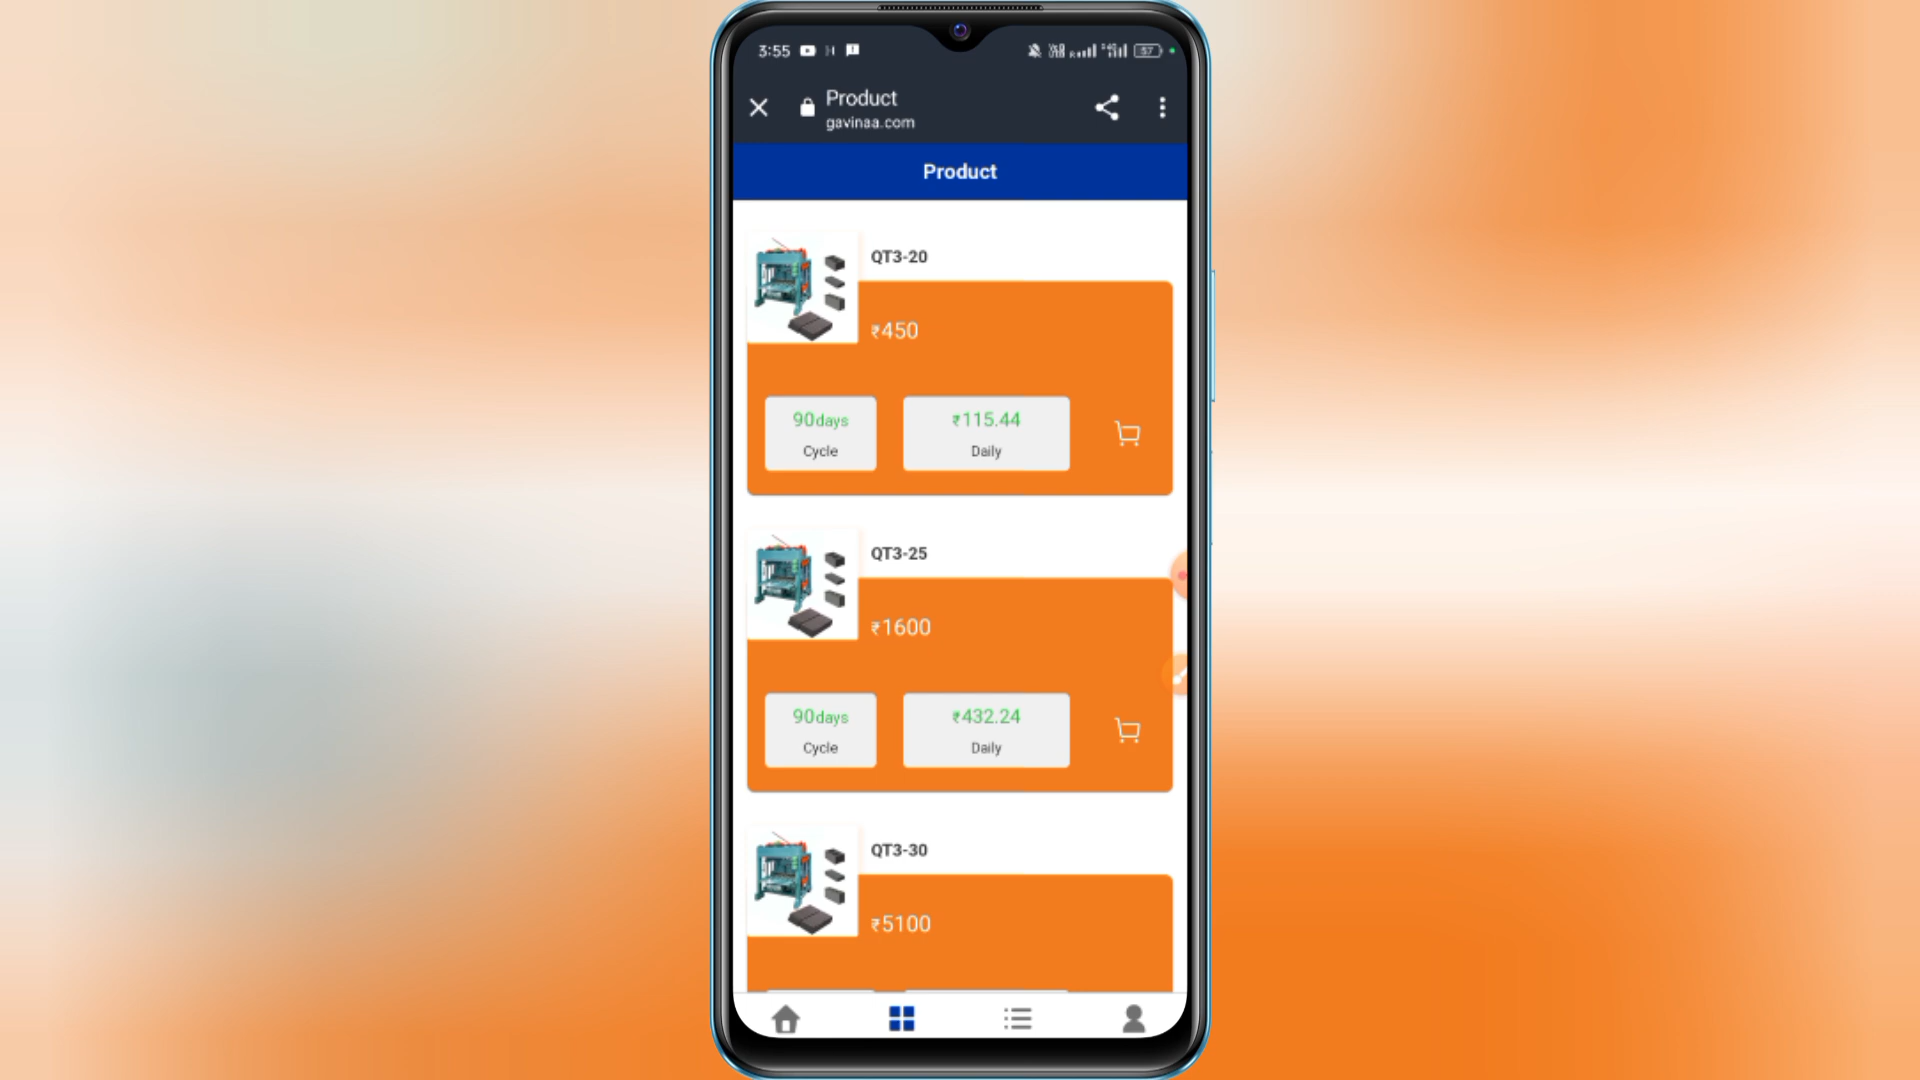 3:55
57
Product
gavinaa.com
Product
QT3-20
₹450
90days
₹115.44
Cycle
Daily
QT3-25
₹1600
90days
₹432.24
Cycle
Daily
QT3-30
₹5100